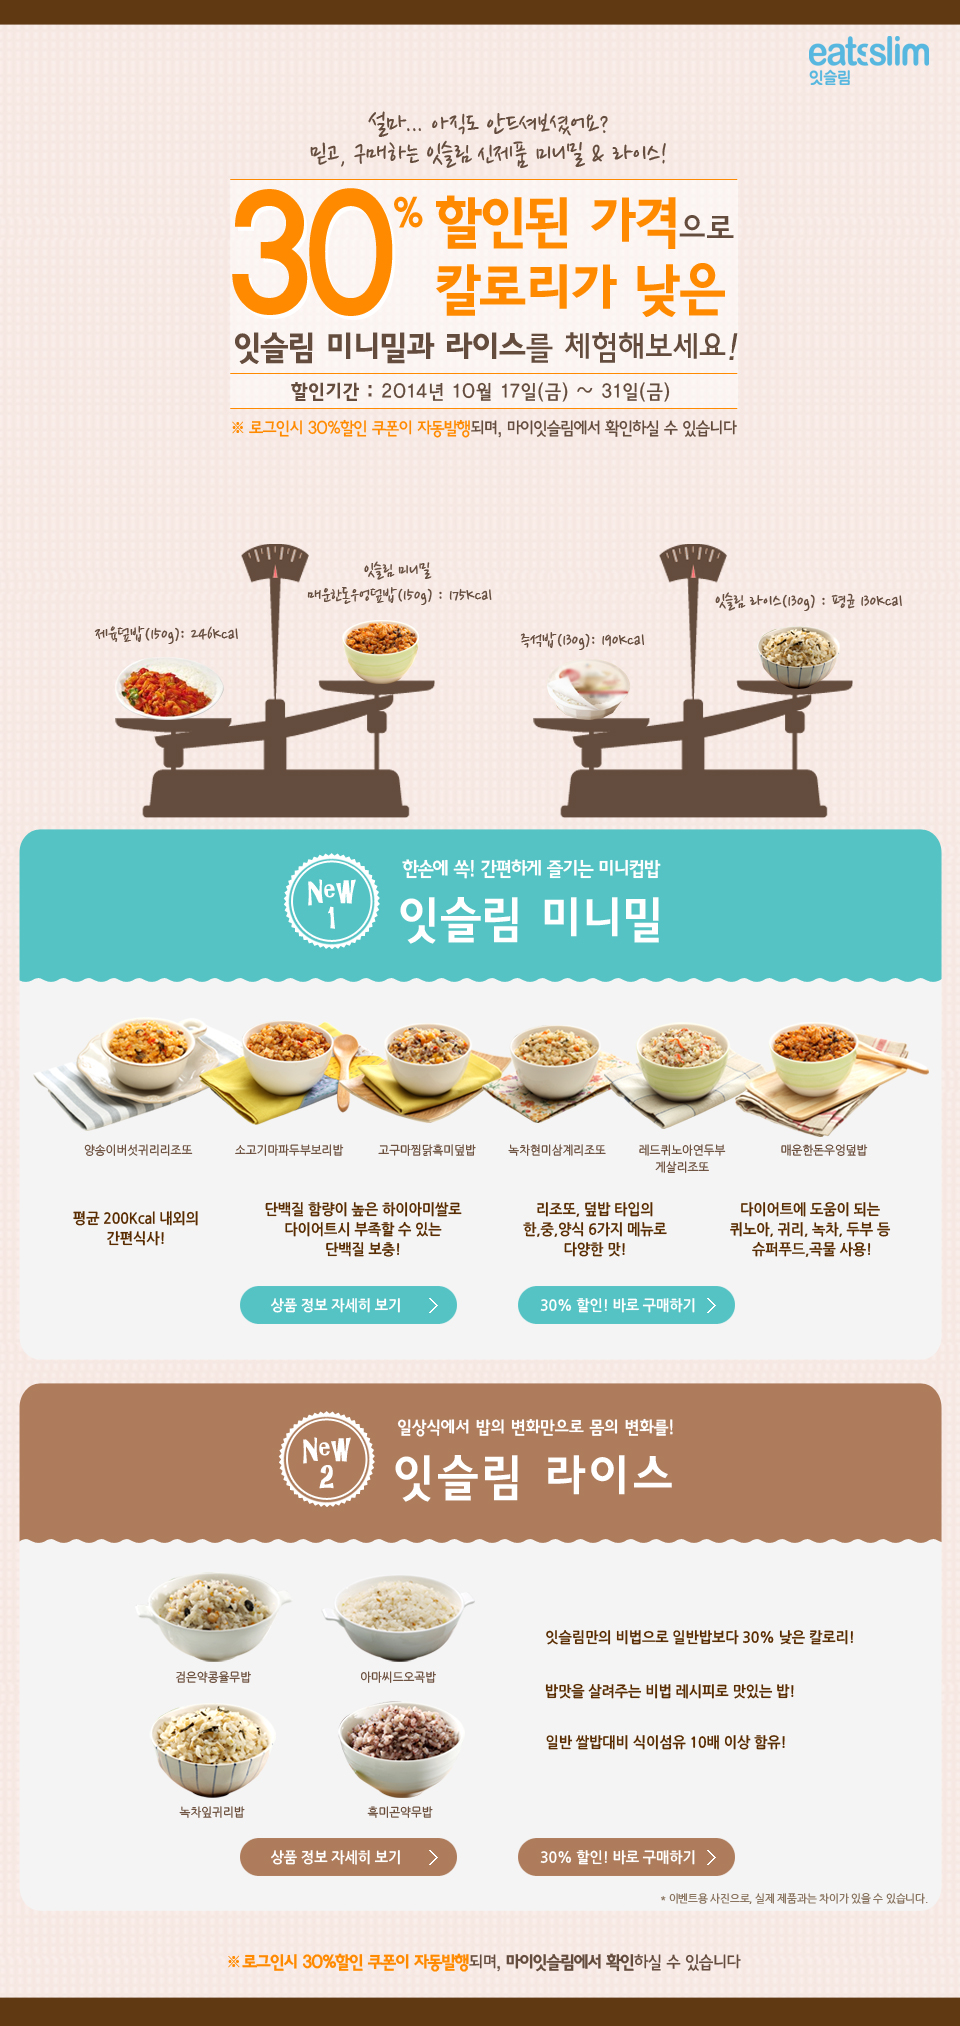 eatsslim
잇슬림
설마... 아직도 안드셔보셨어요?
믿고, 구매하는 잇슬림 신제품 미니밀 & 라이스!
30% 할인된 가격으로
칼로리가 낮은
잇슬림 미니밀과 라이스를 체험해보세요!
할인기간 : 2014년 10월 17일(금) ~ 31일(금)
※ 로그인시 30%할인 쿠폰이 자동발행되며, 마이잇슬림에서 확인하실 수 있습니다
잇슬림 미니밀
매운한돈우엉덮밥(150g) : 175Kcal
제육덮밥(150g): 246Kcal
잇슬림 라이스(130g) : 평균 130Kcal
즉석밥(130g): 190Kcal
NeW
1
한손에 쏙! 간편하게 즐기는 미니컵밥
잇슬림 미니밀
양송이버섯귀리리조또
소고기마파두부보리밥
고구마찜닭흑미덮밥
녹차현미삼계리조또
레드퀴노아연두부
게살리조또
매운한돈우엉덮밥
평균 200Kcal 내외의
간편식사!
단백질 함량이 높은 하이아미쌀로
다이어트시 부족할 수 있는
단백질 보충!
리조또, 덮밥 타입의
한,중,양식 6가지 메뉴로
다양한 맛!
다이어트에 도움이 되는
퀴노아, 귀리, 녹차, 두부 등
슈퍼푸드,곡물 사용!
상품 정보 자세히 보기
30% 할인! 바로 구매하기
NeW
2
일상식에서 밥의 변화만으로 몸의 변화를!
잇슬림 라이스
검은약콩율무밥
아마씨드오곡밥
녹차잎귀리밥
흑미곤약무밥
잇슬림만의 비법으로 일반밥보다 30% 낮은 칼로리!
밥맛을 살려주는 비법 레시피로 맛있는 밥!
일반 쌀밥대비 식이섬유 10배 이상 함유!
상품 정보 자세히 보기
30% 할인! 바로 구매하기
* 이벤트용 사진으로, 실제 제품과는 차이가 있을 수 있습니다.
※로그인시 30%할인 쿠폰이 자동발행되며, 마이잇슬림에서 확인하실 수 있습니다